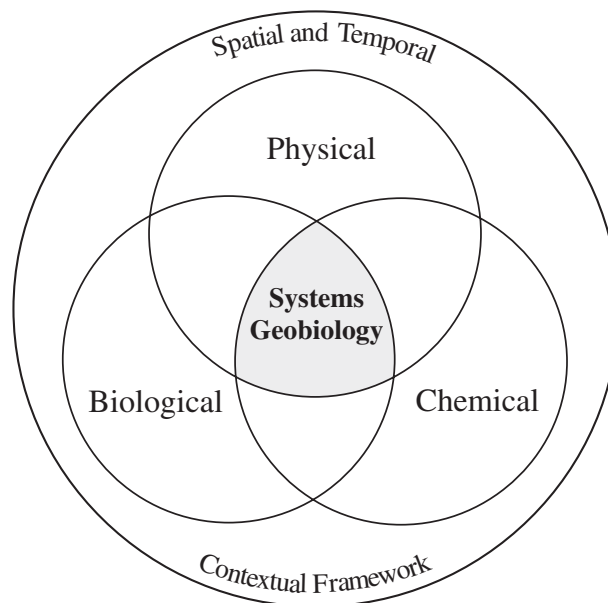 Spatial and Temporal
Physical
Systems
Geobiology
Biological
Chemical
Contextual Framework